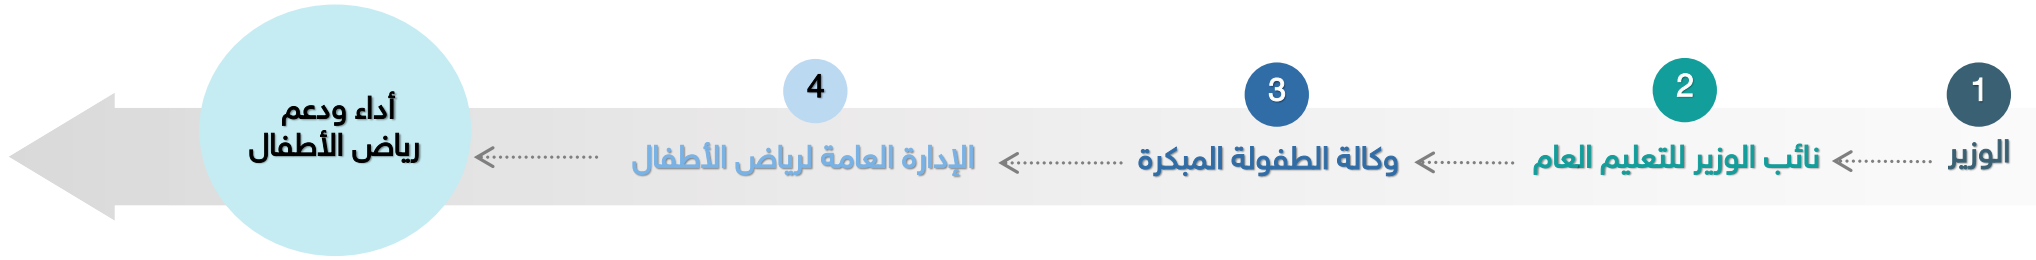 1
الوزير
2
نائب الوزير للتعليم العام
3
وكالة الطفولة المبكرة
4
الإدارة العامة لرياض الأطفال
أداء ودعم
رياض الأطفال